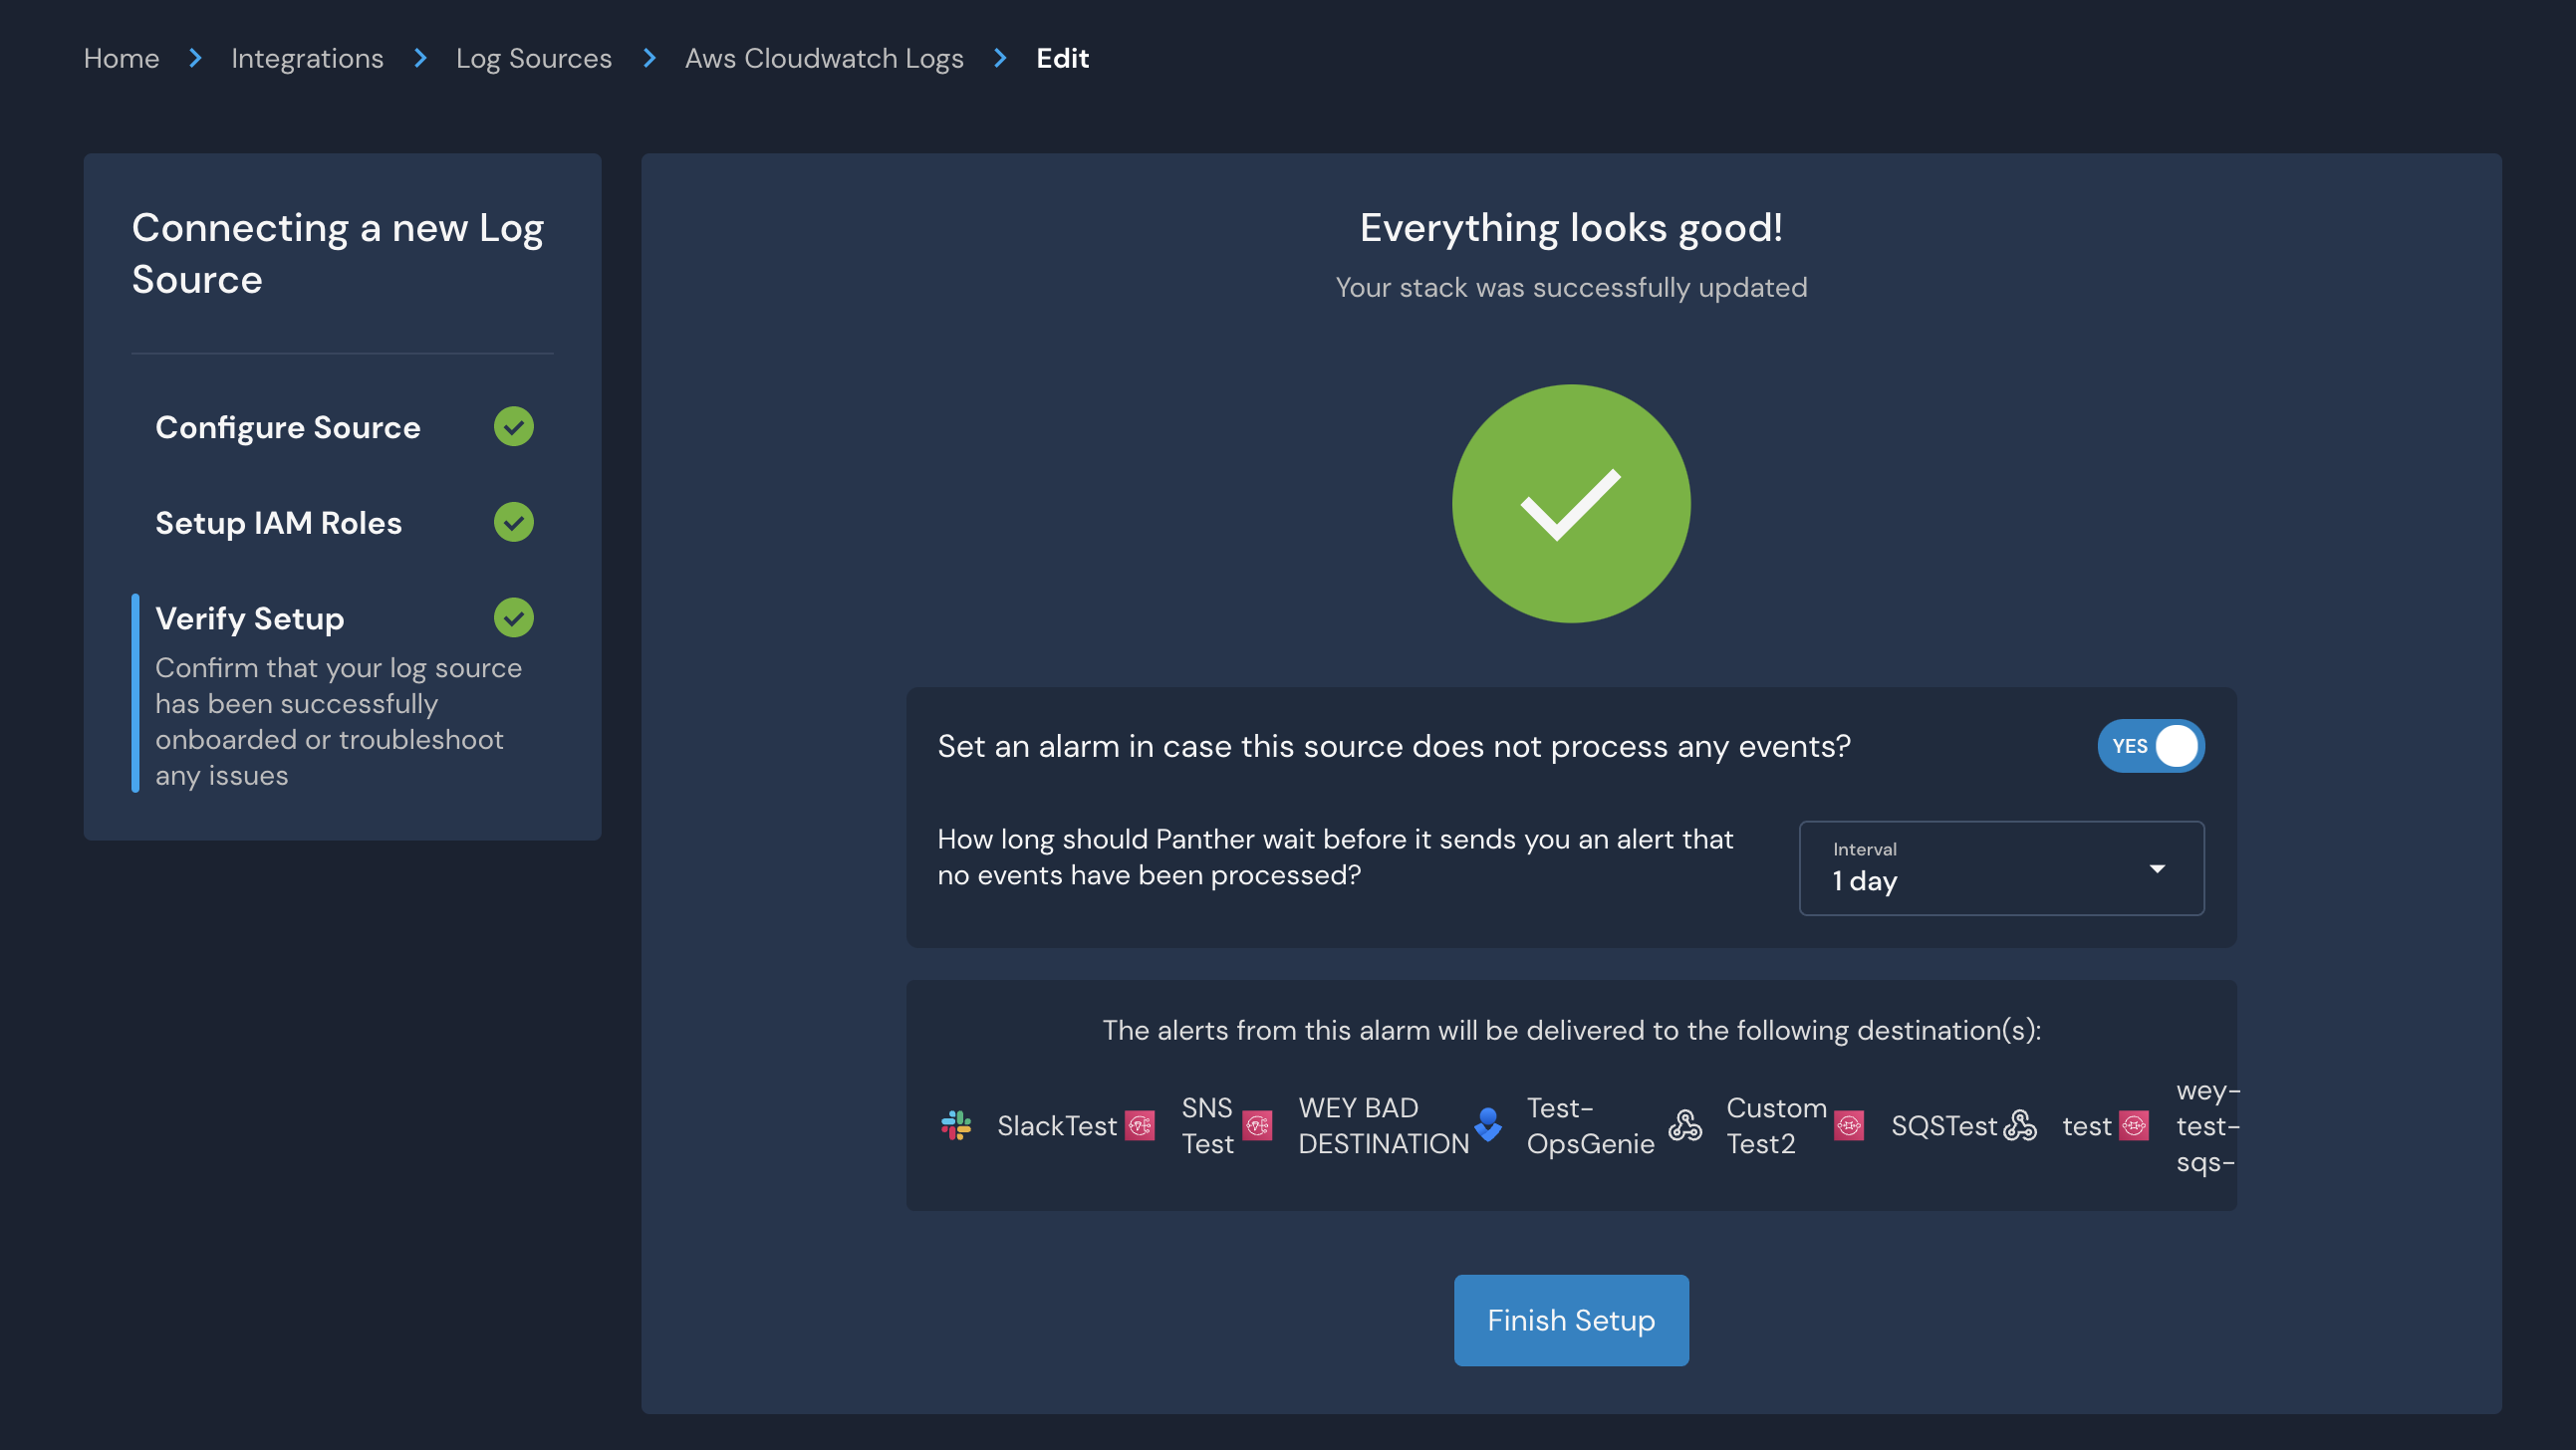 Home
Integrations
Log Sources
Aws Cloudwatch Logs
Edit
Connecting a new Log
Source
Configure Source
Setup IAM Roles
Verify Setup
Confirm that your log source
has been successfully
onboarded or troubleshoot
any issues
Everything looks good!
Your stack was successfully updated
Set an alarm in case this source does not process any events?
YES
How long should Panther wait before it sends you an alert that
no events have been processed?
Interval
1 day
The alerts from this alarm will be delivered to the following destination(s):
SlackTest
SNS
Test
WEY BAD
DESTINATION
Test-
OpsGenie
Custom
Test2
SQSTest
test
wey-
test-
sqs-
Finish Setup